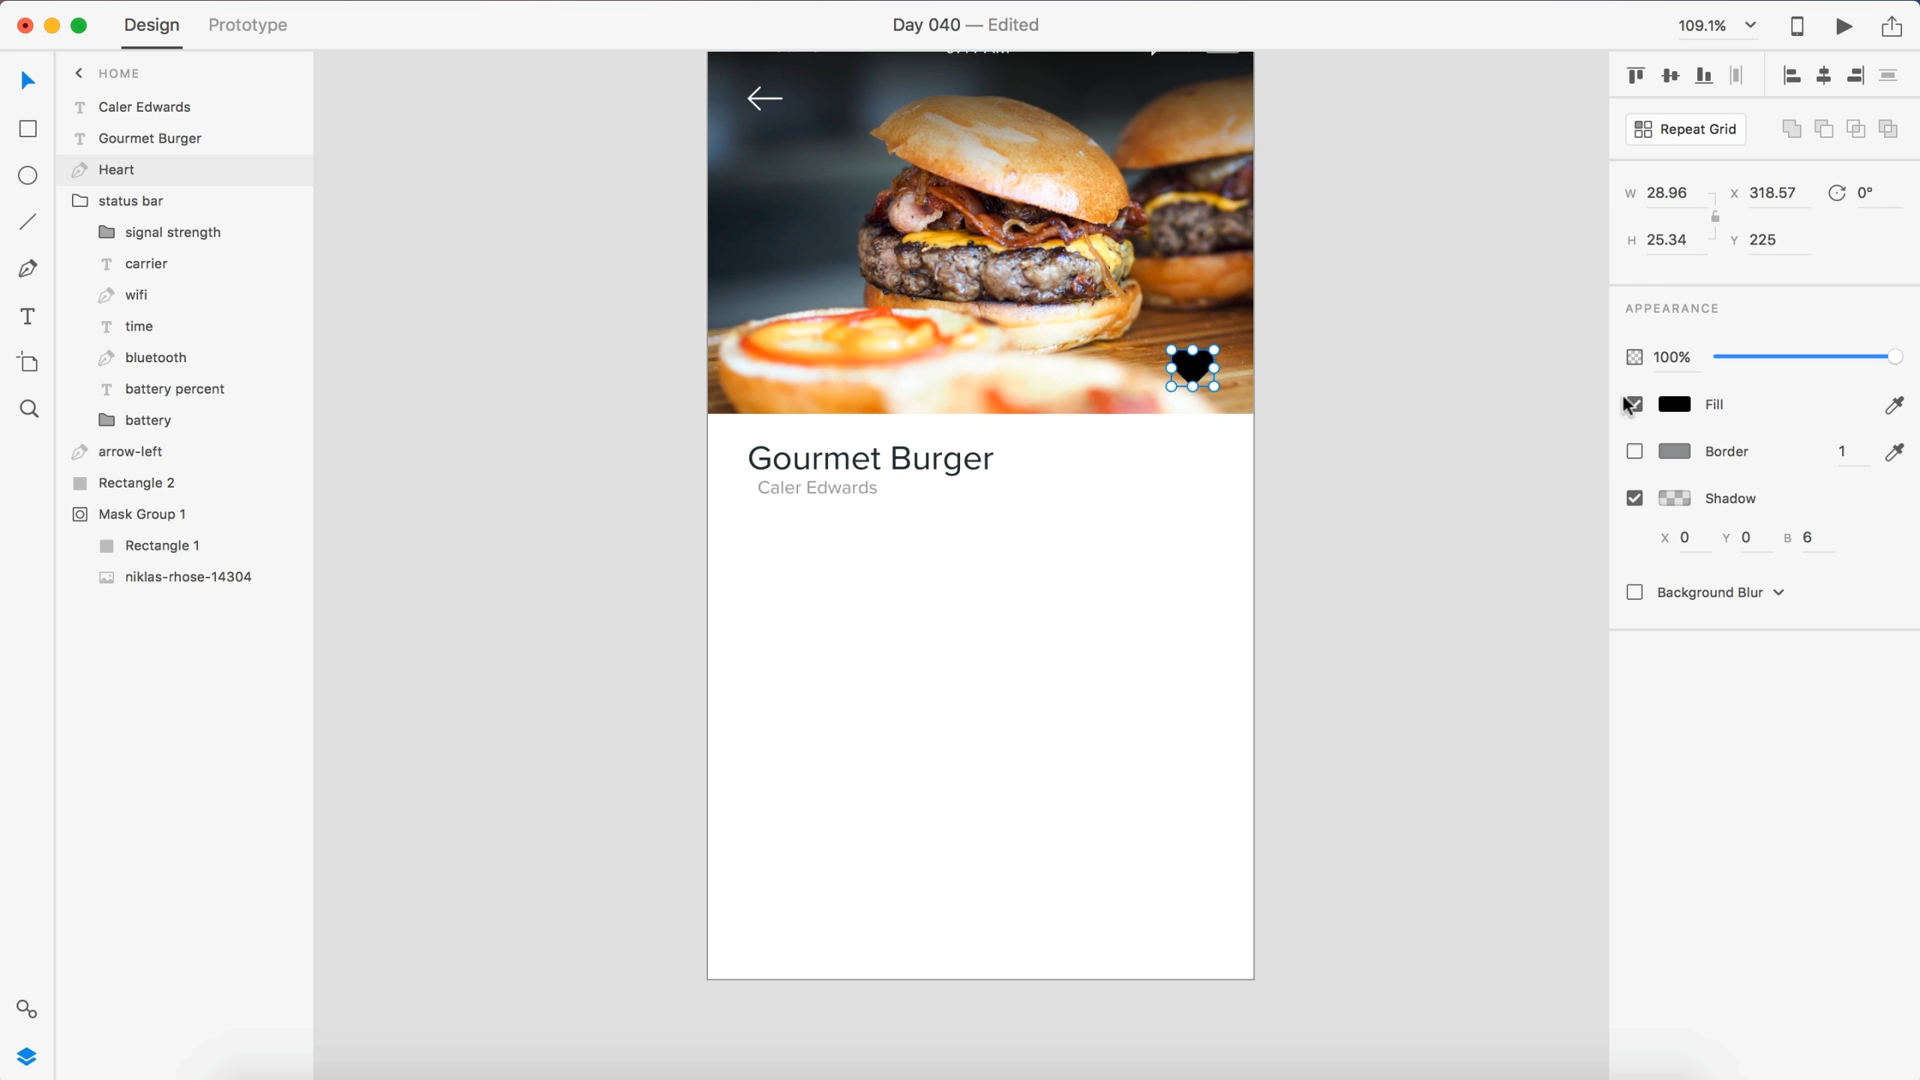 Design
Prototype
Day 040 — Edited
109.1%
HOME
Caler Edwards
Gourmet Burger
Heart
status bar
signal strength
carrier
wifi
time
bluetooth
battery percent
battery
arrow-left
Rectangle 2
Mask Group 1
Rectangle 1
niklas-rhose-14304
Gourmet Burger
Caler Edwards
Repeat Grid
W 28.96 X 318.57 0°
H 25.34 Y 225
APPEARANCE
100%
Fill
Border 1
Shadow
X 0 Y 0 B 6
Background Blur